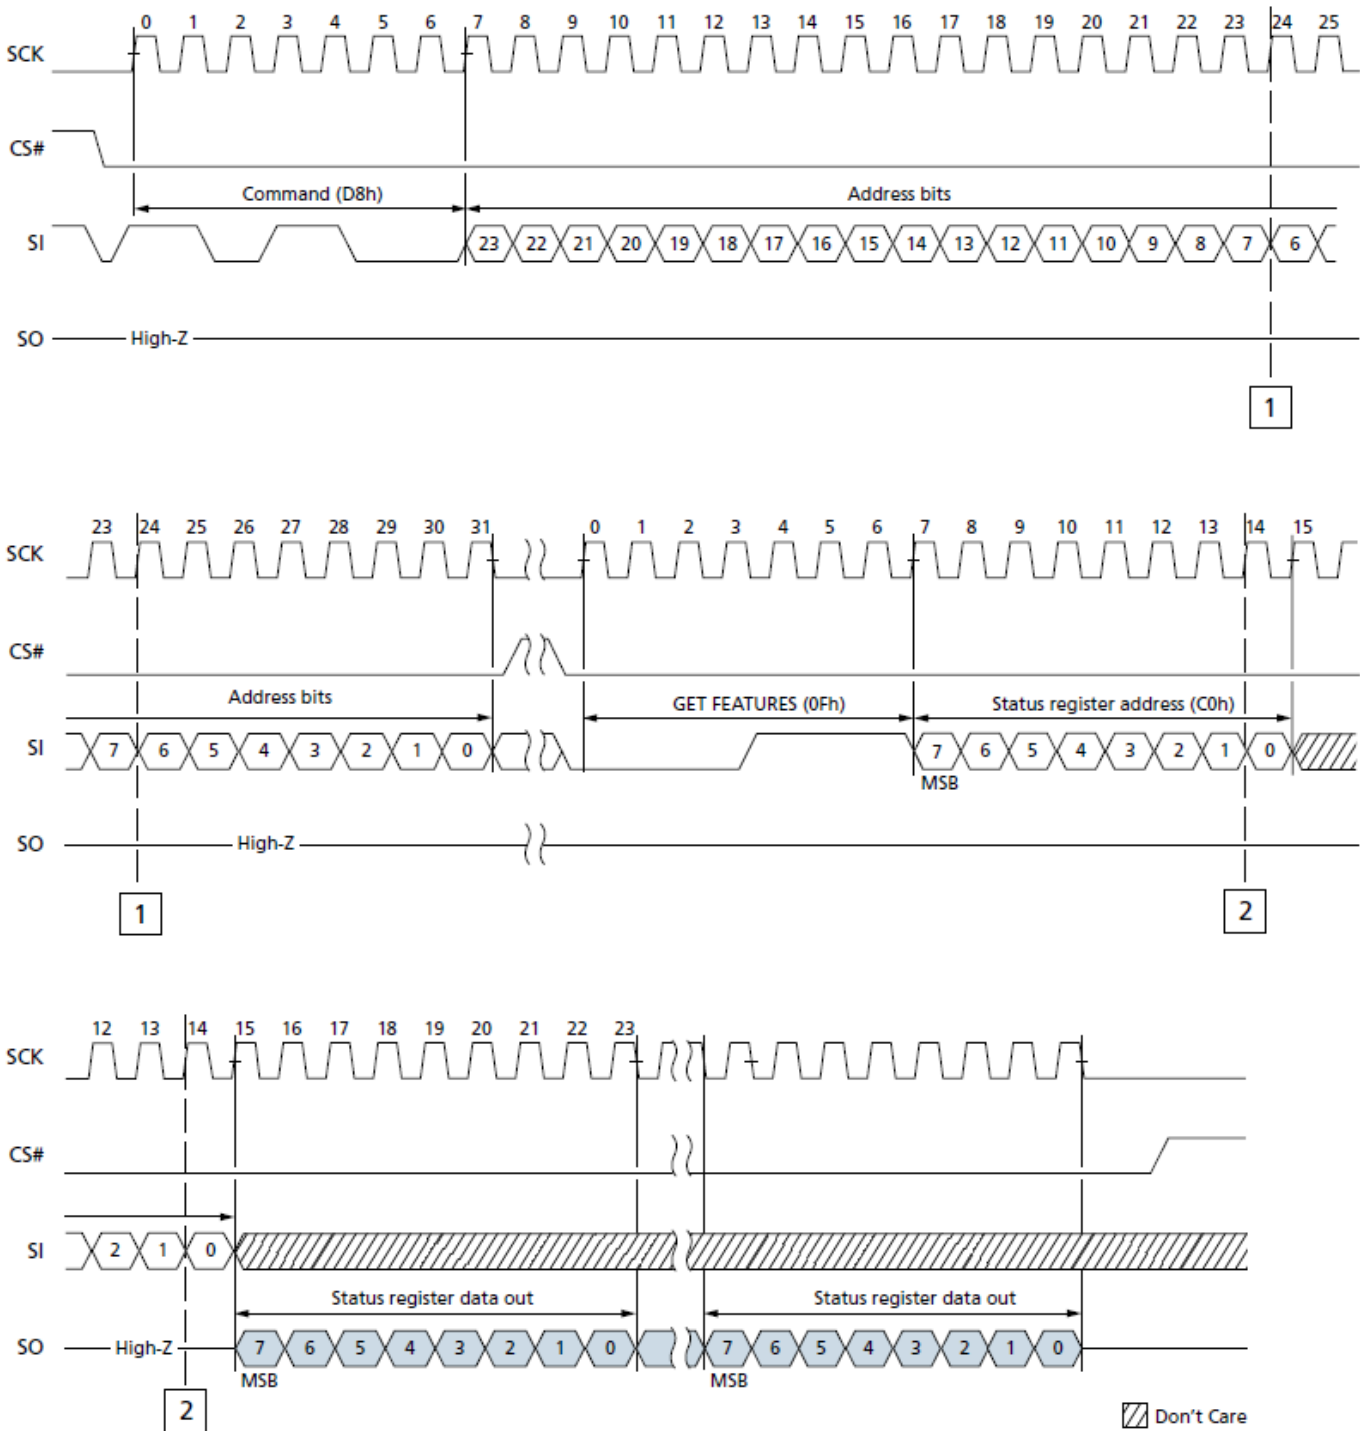 0 1 2 3 4 5 6 7 8 9 10 11 12 13 14 15 16 17 18 19 20 21 22 23 24 25
SCK
CS#
Command (D8h) Address bits
SI 23 22 21 20 19 18 17 16 15 14 13 12 11 10 9 8 7 6
SO High-Z
1
23 24 25 26 27 28 29 30 31 0 1 2 3 4 5 6 7 8 9 10 11 12 13 14 15
SCK
CS#
Address bits GET FEATURES (0Fh) Status register address (C0h)
SI 7 6 5 4 3 2 1 0 7 6 5 4 3 2 1 0
MSB
SO High-Z
1 2
12 13 14 15 16 17 18 19 20 21 22 23
SCK
CS#
SI 2 1 0
Status register data out Status register data out
SO High-Z 7 6 5 4 3 2 1 0 7 6 5 4 3 2 1 0
MSB MSB
2
Don't Care